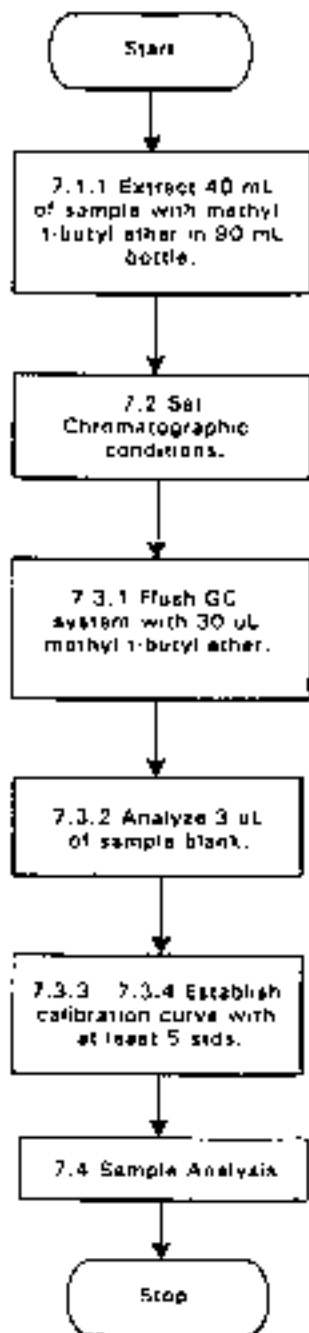 Start
7.1.1 Extract 40 mL
of sample with methyl
t-butyl ether in 90 mL
bottle.
7.2 Set
Chromatographic
conditions.
7.3.1 Flush GC
system with 30 uL
methyl t-butyl ether.
7.3.2 Analyze 3 uL
of sample blank.
7.3.3 7.3.4 Establish
calibration curve with
at least 5 stds.
7.4 Sample Analysis
Stop